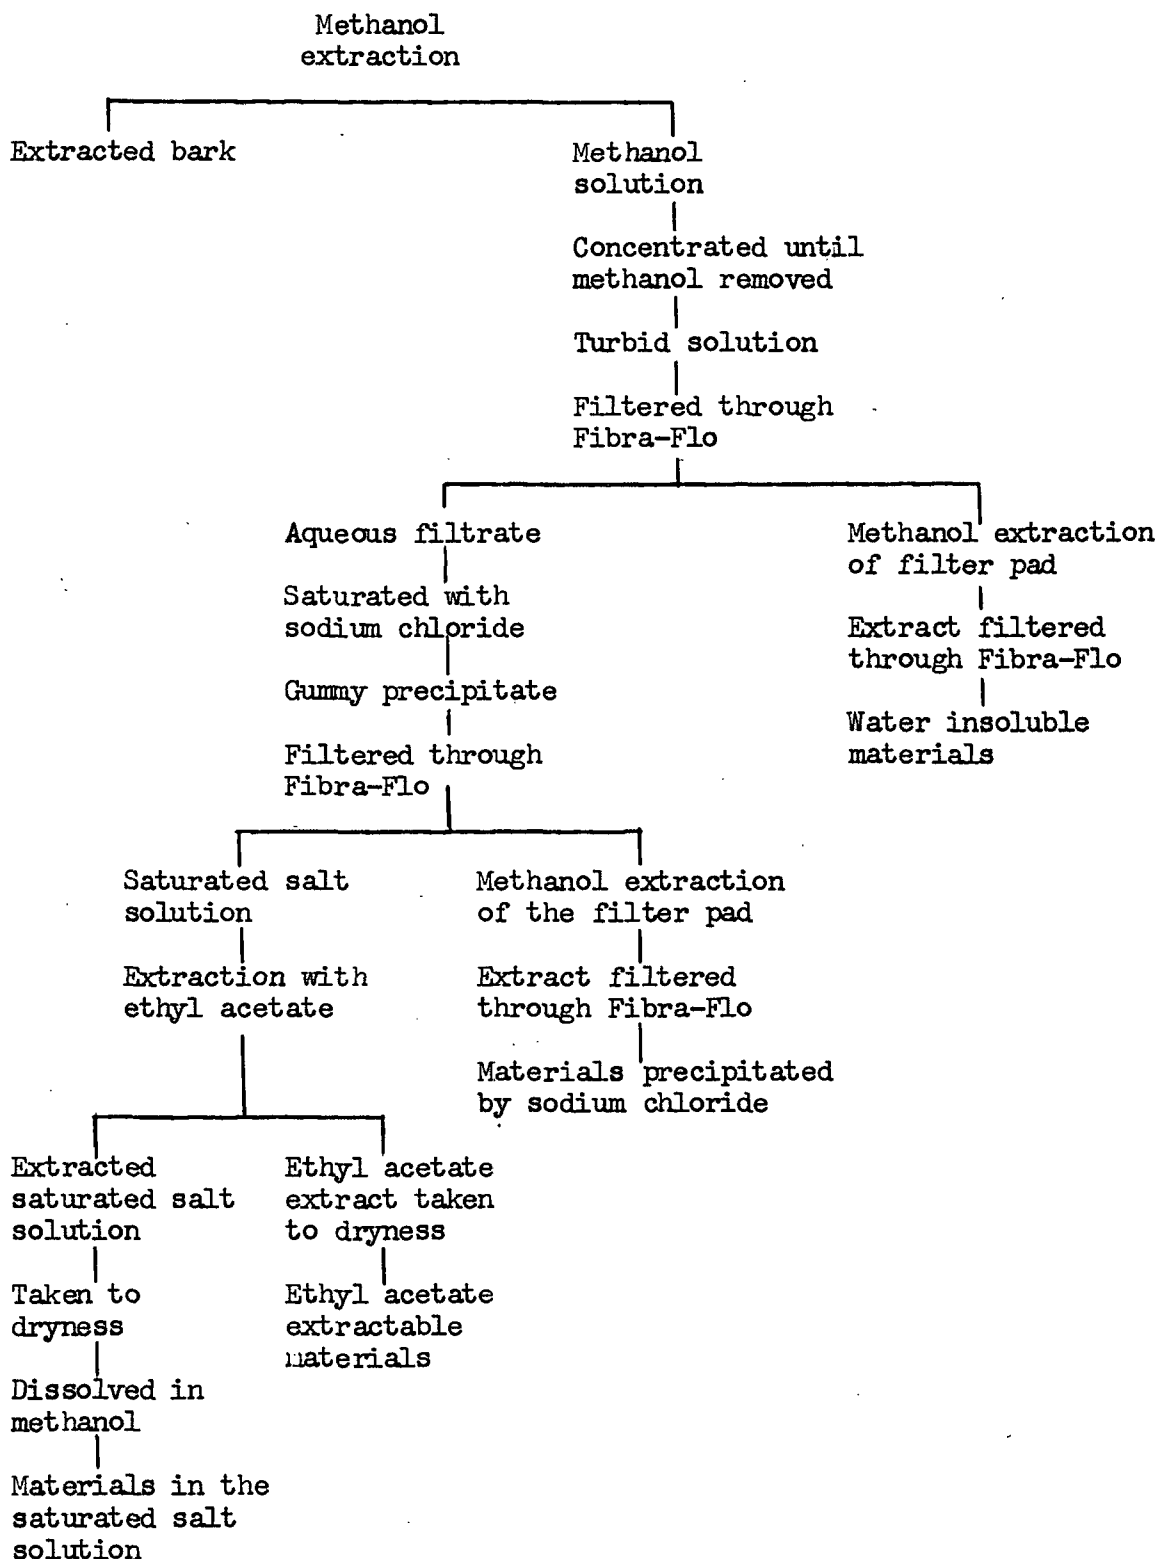 Methanol
extraction
Extracted bark
Methanol
solution
Concentrated until
methanol removed
Turbid solution
Filtered through
Fibra-Flo
Aqueous filtrate
Saturated with
sodium chloride
Gummy precipitate
Filtered through
Fibra-Flo
Methanol extraction
of filter pad
Extract filtered
through Fibra-Flo
Water insoluble
materials
Saturated salt
solution
Extraction with
ethyl acetate
Methanol extraction
of the filter pad
Extract filtered
through Fibra-Flo
Materials precipitated
by sodium chloride
Extracted
saturated salt
solution
Taken to
dryness
Dissolved in
methanol
Materials in the
saturated salt
solution
Ethyl acetate
extract taken
to dryness
Ethyl acetate
extractable
materials